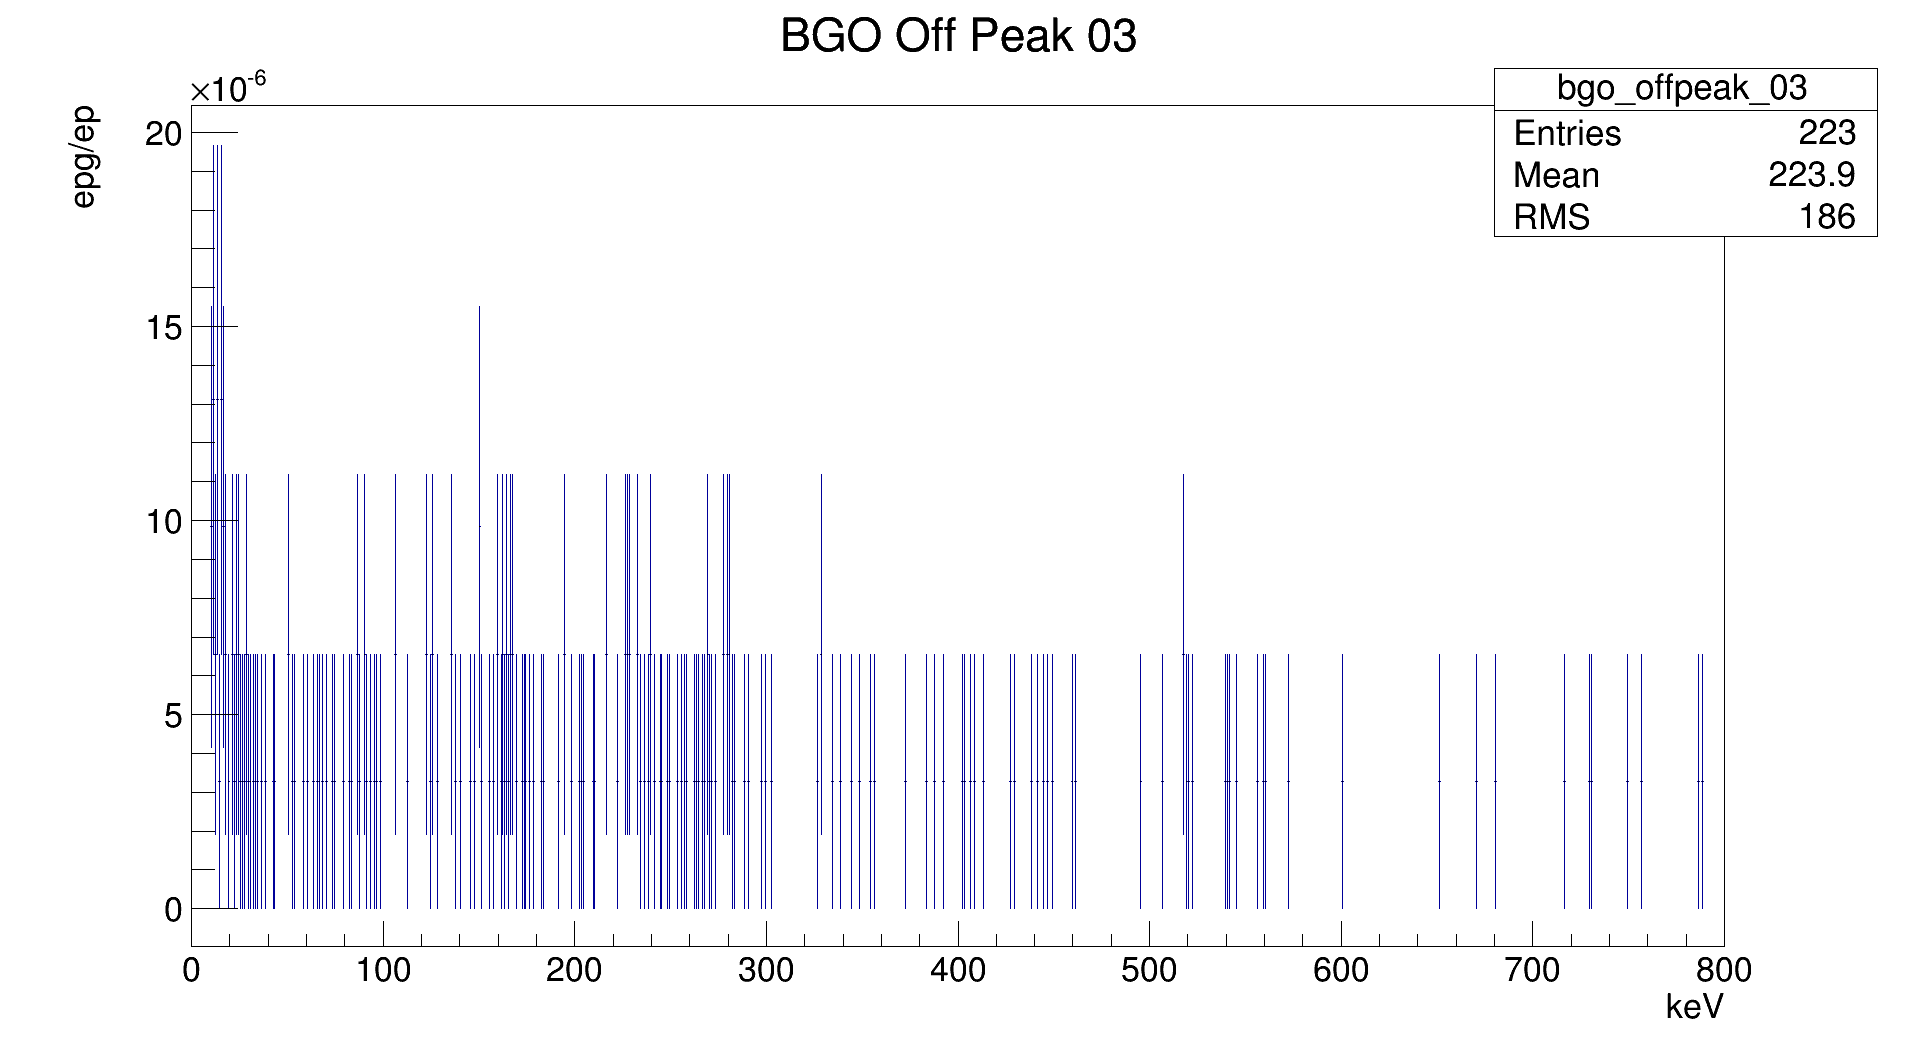 BGO Off Peak 03
×10-6
epg/ep
bgo_offpeak_03
Entries 223
Mean 223.9
RMS 186
20
15
10
5
0
0 100 200 300 400 500 600 700 800
keV